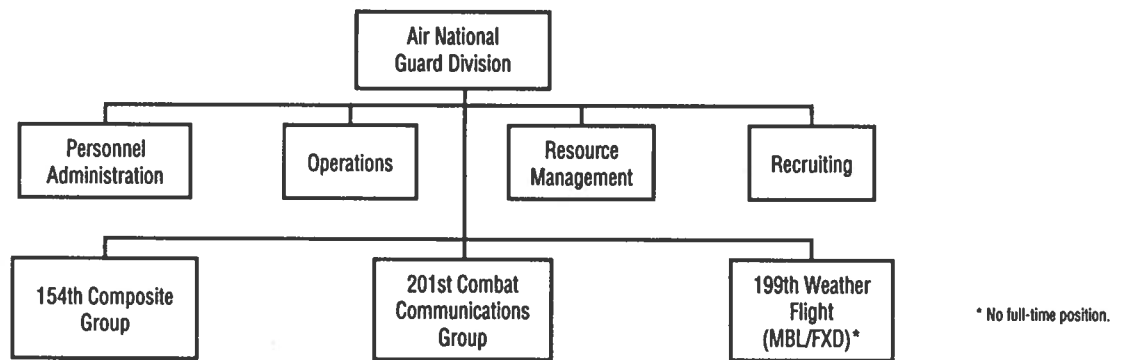 Air National
Guard Division
Personnel
Administration
Operations
Resource
Management
Recruiting
154th Composite
Group
201st Combat
Communications
Group
199th Weather
Flight
(MBL/FXD)*
* No full-time position.